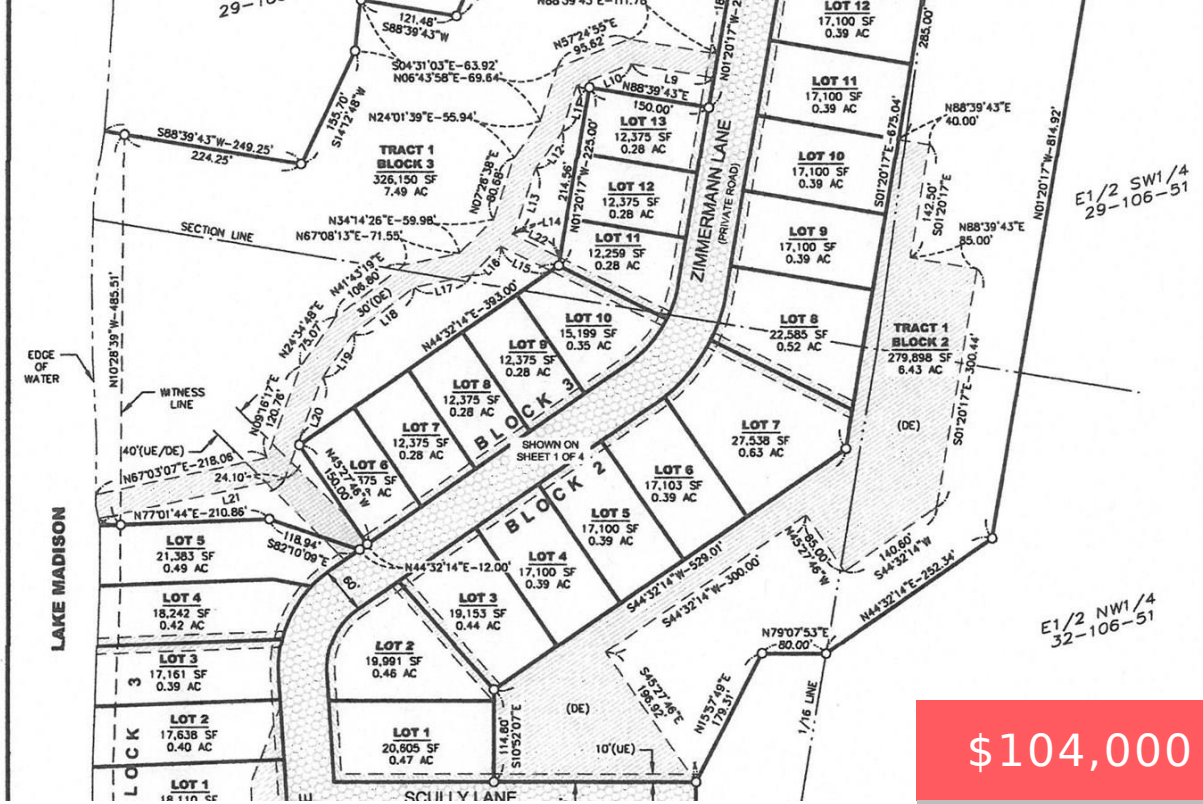 29-106
121.48'
S88°39'43"W
N88°39'43"E-111.78
N57°24'55"E
95.62'
S04°31'03"E-63.92'
N06°43'58"E-69.64'
155.70'
S14°12'48"W
S88°39'43"W-249.25'
224.25'
N24°01'39"E-55.94'
TRACT 1
BLOCK 3
326,150 SF
7.49 AC
-80.68-
N34°14'26"E-59.98'
N67°08'13"E-71.55'
SECTION LINE
N41°43'19"E
106.80'
30'(DE)
N24°34'48"E
75.07'
N09°16'17"E
120.76'
L9
L10
L11
L12
L13
L14
L22
L15
L16
L17
L18
L19
L20
L21
N88°39'43"E
150.00'
N01°20'17"W-225.00'
214.56'
LOT 13
12,375 SF
0.28 AC
LOT 12
12,375 SF
0.28 AC
LOT 11
12,259 SF
0.28 AC
LOT 10
15,199 SF
0.35 AC
LOT 9
12,375 SF
0.28 AC
LOT 8
12,375 SF
0.28 AC
LOT 7
12,375 SF
0.28 AC
LOT 6
375 SF
N44°32'14"E-393.00'
N45°27'46"W
150.00'
BLOCK 3
ZIMMERMANN LANE
(PRIVATE ROAD)
LOT 12
17,100 SF
0.39 AC
LOT 11
17,100 SF
0.39 AC
LOT 10
17,100 SF
0.39 AC
LOT 9
17,100 SF
0.39 AC
LOT 8
22,585 SF
0.52 AC
LOT 7
27,538 SF
0.63 AC
LOT 6
17,103 SF
0.39 AC
LOT 5
17,100 SF
0.39 AC
LOT 4
17,100 SF
0.39 AC
LOT 3
19,153 SF
0.44 AC
LOT 2
19,991 SF
0.46 AC
LOT 1
20,605 SF
0.47 AC
BLOCK 2
SHOWN ON
SHEET 1 OF 4
285.00'
S01°20'17"E-675.04'
N88°39'43"E
40.00'
142.50'
S01°20'17"E
N88°39'43"E
85.00'
N01°20'17"W-814.92'
E1/2 SW1/4
29-106-51
TRACT 1
BLOCK 2
279,898 SF
6.43 AC
(DE)
S01°20'17"E-300.44'
85.00'
N45°27'46"W
140.60'
S44°32'14"W
N44°32'14"E-252.34'
S44°32'14"W-529.01'
S44°32'14"W-300.00'
E1/2 NW1/4
32-106-51
N79°07'53"E
80.00'
N15°37'49"E
179.31'
S45°27'46"E
196.92'
1/16 LINE
(DE)
10'(UE)
114.80'
S10°52'07"E
SCULLY LANE
EDGE
OF
WATER
N10°28'39"W-485.51'
WITNESS
LINE
40'(UE/DE)
N67°03'07"E-218.06'
24.10'
N77°01'44"E-210.86'
118.94'
S82°10'09"E
N44°32'14"E-12.00'
60'
LAKE MADISON
LOT 5
21,383 SF
0.49 AC
LOT 4
18,242 SF
0.42 AC
LOT 3
17,161 SF
0.39 AC
LOT 2
17,638 SF
0.40 AC
LOT 1
18,110 SF
LOCK 3
$104,000